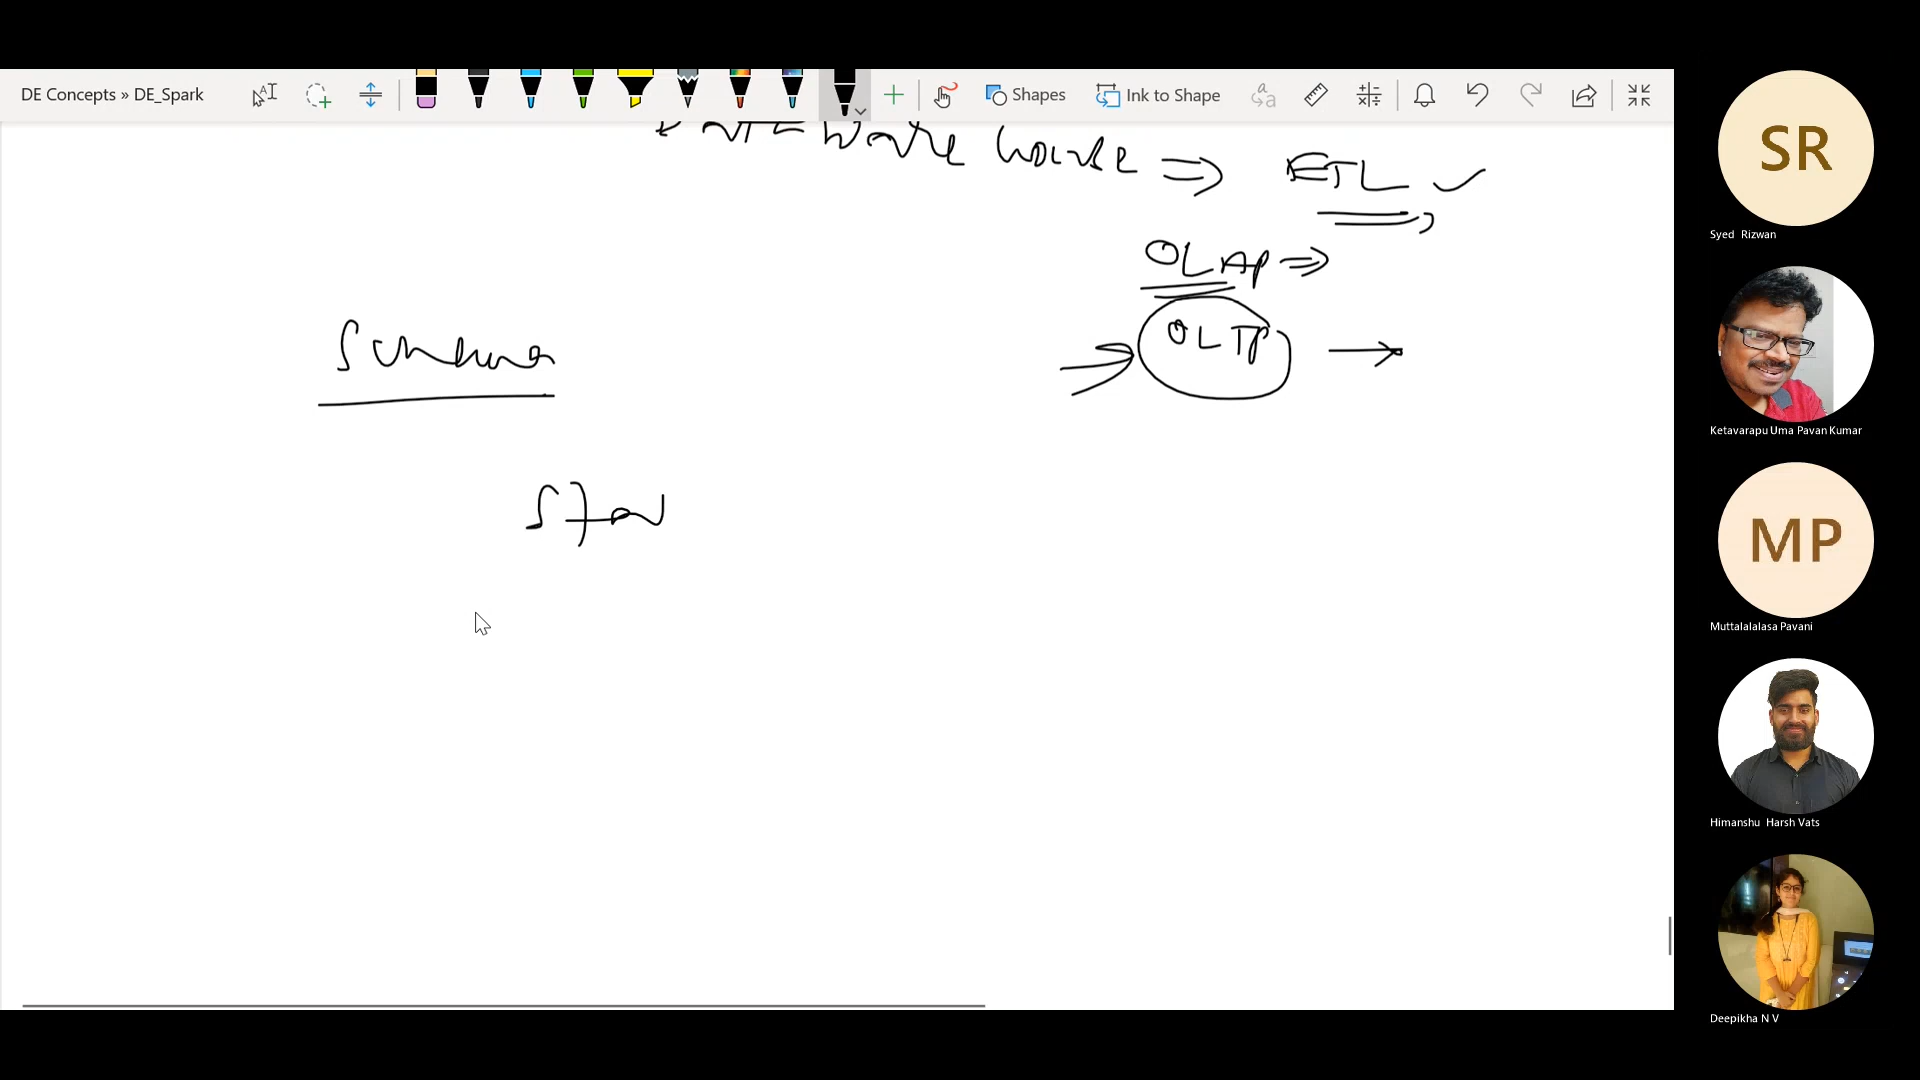 DE Concepts » DE_Spark
Shapes
Ink to Shape
Data Ware house ⇒ ETL ✓
OLAP ⇒
OLTP →
Schema
Star
SR
Syed Rizwan
Ketavarapu Uma Pavan Kumar
MP
Muttalalalasa Pavani
Himanshu Harsh Vats
Deepikha N V